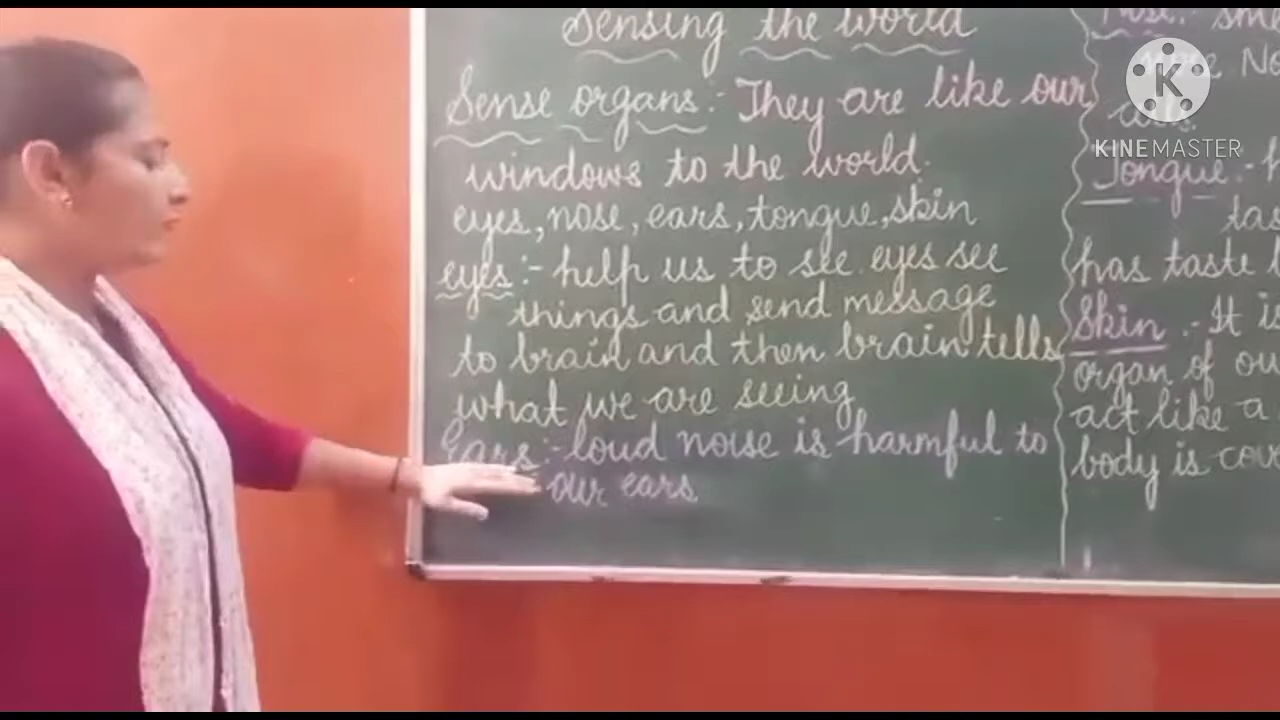 Sensing the world
Sense organs:- They are like our
windows to the world.
eyes, nose, ears, tongue, skin
eyes:- help us to see. eyes see
things and send message
to brain and then brain tells
what we are seeing
Ears:- loud noise is harmful to
our ears
Nose:-
Tongue:-
has taste
Skin:- It is
organ of
act like a
body is
K
KINEMASTER